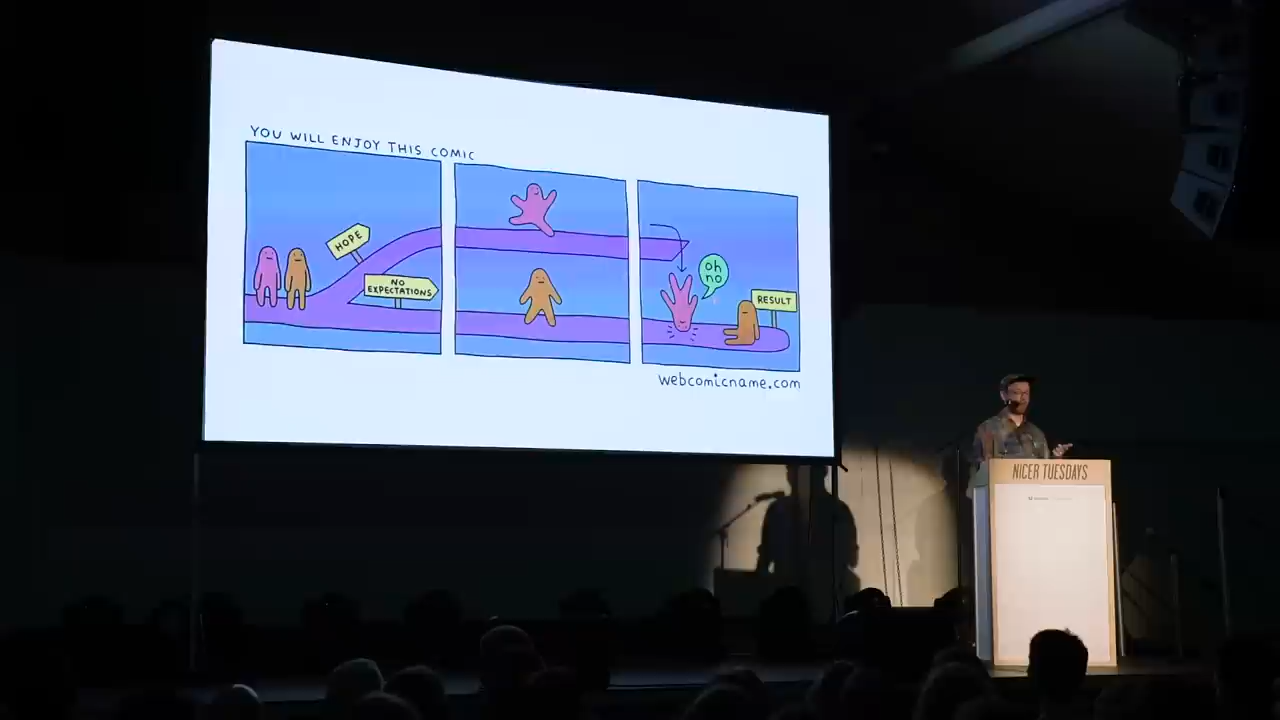 YOU WILL ENJOY THIS COMIC
HOPE
NO
EXPECTATIONS
oh
no
RESULT
webcomicname.com
NICER TUESDAYS